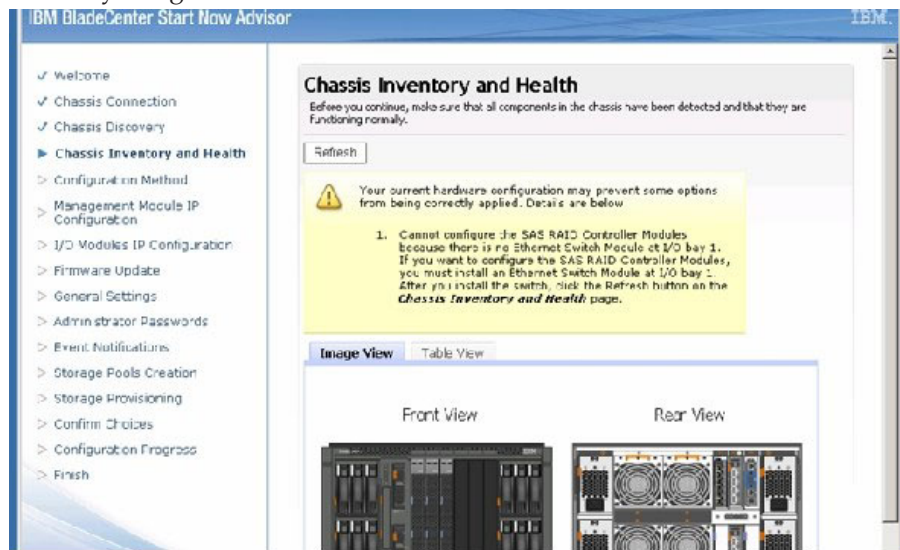 IBM BladeCenter Start Now Advisor
IBM.
Welcome
Chassis Connection
Chassis Discovery
Chassis Inventory and Health
Configuration Method
Management Module IP
Configuration
I/O Modules IP Configuration
Firmware Update
General Settings
Administrator Passwords
Event Notifications
Storage Pools Creation
Storage Provisioning
Confirm Choices
Configuration Progress
Finish
Chassis Inventory and Health
Before you continue, make sure that all components in the chassis have been detected and that they are
functioning normally.
Refresh
Your current hardware configuration may prevent some options
from being correctly applied. Details are below
1. Cannot configure the SAS RAID Controller Modules
because there is no Ethernet Switch Module at I/O bay 1.
If you want to configure the SAS RAID Controller Modules,
you must install an Ethernet Switch Module at I/O bay 1.
After you install the switch, click the Refresh button on the
Chassis Inventory and Health page.
Image View
Table View
Front View
Rear View